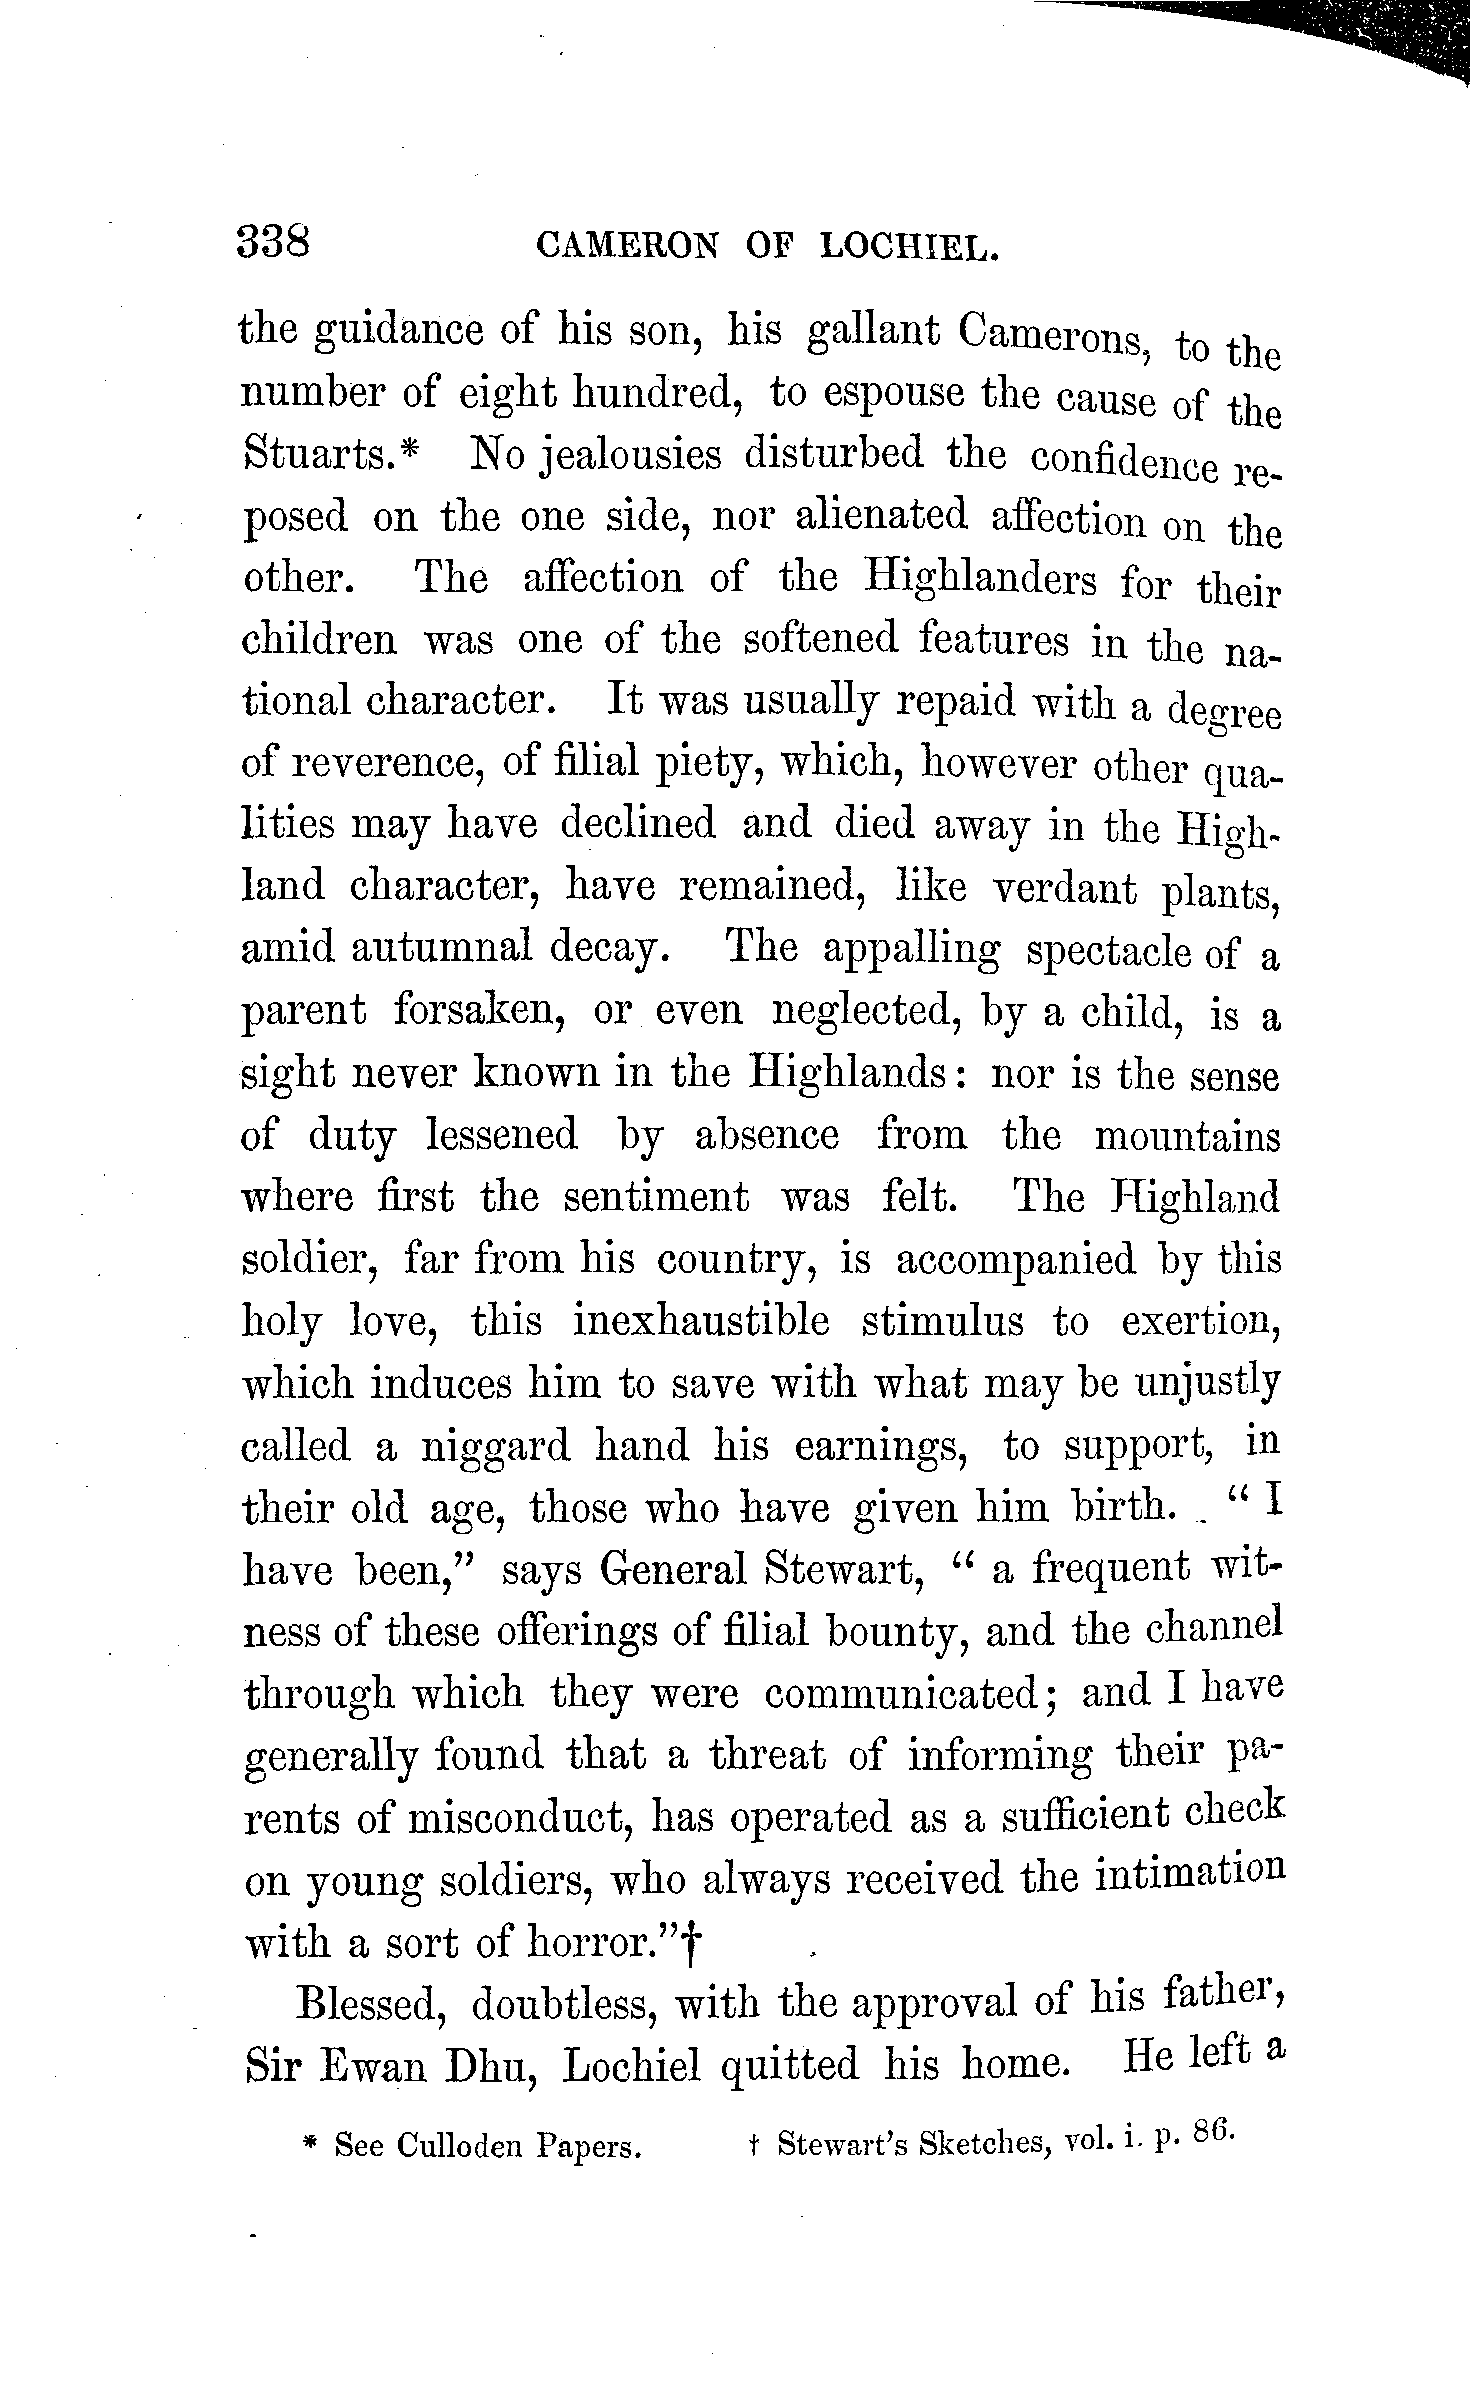 338 CAMERON OF LOCHIEL.
the guidance of his son, his gallant Camerons, to the
number of eight hundred, to espouse the cause of the
Stuarts.* No jealousies disturbed the confidence re-
posed on the one side, nor alienated affection on the
other. The affection of the Highlanders for their
children was one of the softened features in the na-
tional character. It was usually repaid with a degree
of reverence, of filial piety, which, however other qua-
lities may have declined and died away in the High-
land character, have remained, like verdant plants,
amid autumnal decay. The appalling spectacle of a
parent forsaken, or even neglected, by a child, is a
sight never known in the Highlands: nor is the sense
of duty lessened by absence from the mountains
where first the sentiment was felt. The Highland
soldier, far from his country, is accompanied by this
holy love, this inexhaustible stimulus to exertion,
which induces him to save with what may be unjustly
called a niggard hand his earnings, to support, in
their old age, those who have given him birth. "I
have been," says General Stewart, "a frequent wit-
ness of these offerings of filial bounty, and the channel
through which they were communicated; and I have
generally found that a threat of informing their pa-
rents of misconduct, has operated as a sufficient check
on young soldiers, who always received the intimation
with a sort of horror."†
Blessed, doubtless, with the approval of his father,
Sir Ewan Dhu, Lochiel quitted his home. He left a
* See Culloden Papers. † Stewart's Sketches, vol. i. p. 86.